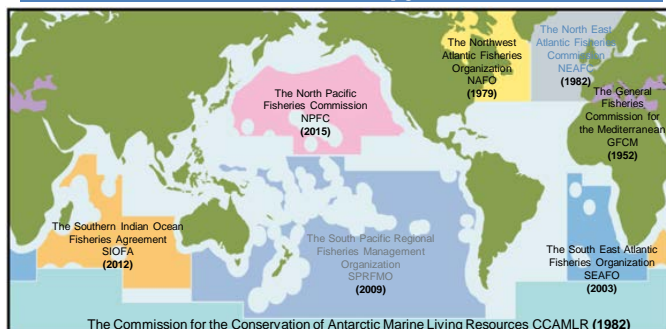 The North Pacific
Fisheries Commission
NPFC
(2015)
The Northwest
Atlantic Fisheries
Organization
NAFO
(1979)
The North East
Atlantic Fisheries
Commission
NEAFC
(1982)
The General
Fisheries
Commission for
the Mediterranean
GFCM
(1952)
The Southern Indian Ocean
Fisheries Agreement
SIOFA
(2012)
The South Pacific Regional
Fisheries Management
Organization
SPRFMO
(2009)
The South East Atlantic
Fisheries Organization
SEAFO
(2003)
The Commission for the Conservation of Antarctic Marine Living Resources CCAMLR (1982)